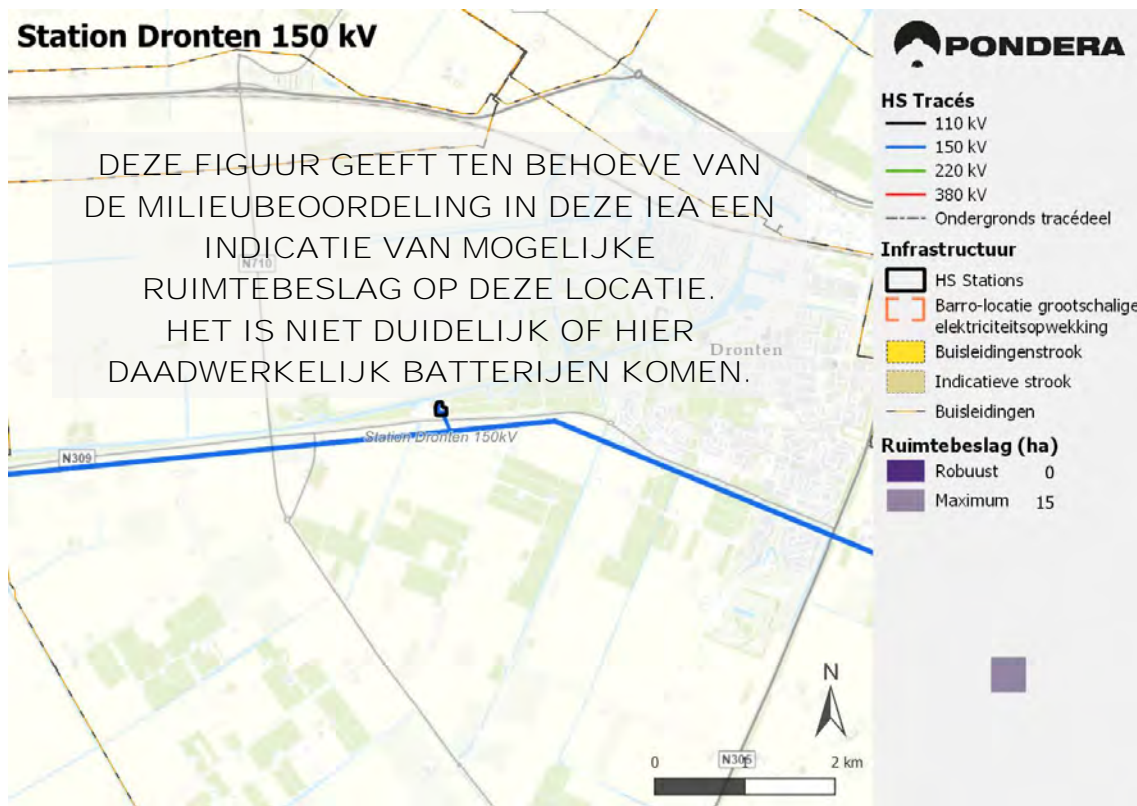 Station Dronten 150 kV
DEZE FIGUUR GEEFT TEN BEHOEVE VAN
DE MILIEUBEOORDELING IN DEZE IEA EEN
INDICATIE VAN MOGELIJKE
RUIMTEBESLAG OP DEZE LOCATIE.
HET IS NIET DUIDELIJK OF HIER
DAADWERKELIJK BATTERIJEN KOMEN.
N710
Dronten
Station Dronten 150kV
N309
N305
N
0 1 2 km
PONDERA
HS Tracés
110 kV
150 kV
220 kV
380 kV
Ondergronds tracédeel
Infrastructuur
HS Stations
Barro-locatie grootschalige
elektriciteitsopwekking
Buisleidingenstrook
Indicatieve strook
Buisleidingen
Ruimtebeslag (ha)
Robuust 0
Maximum 15